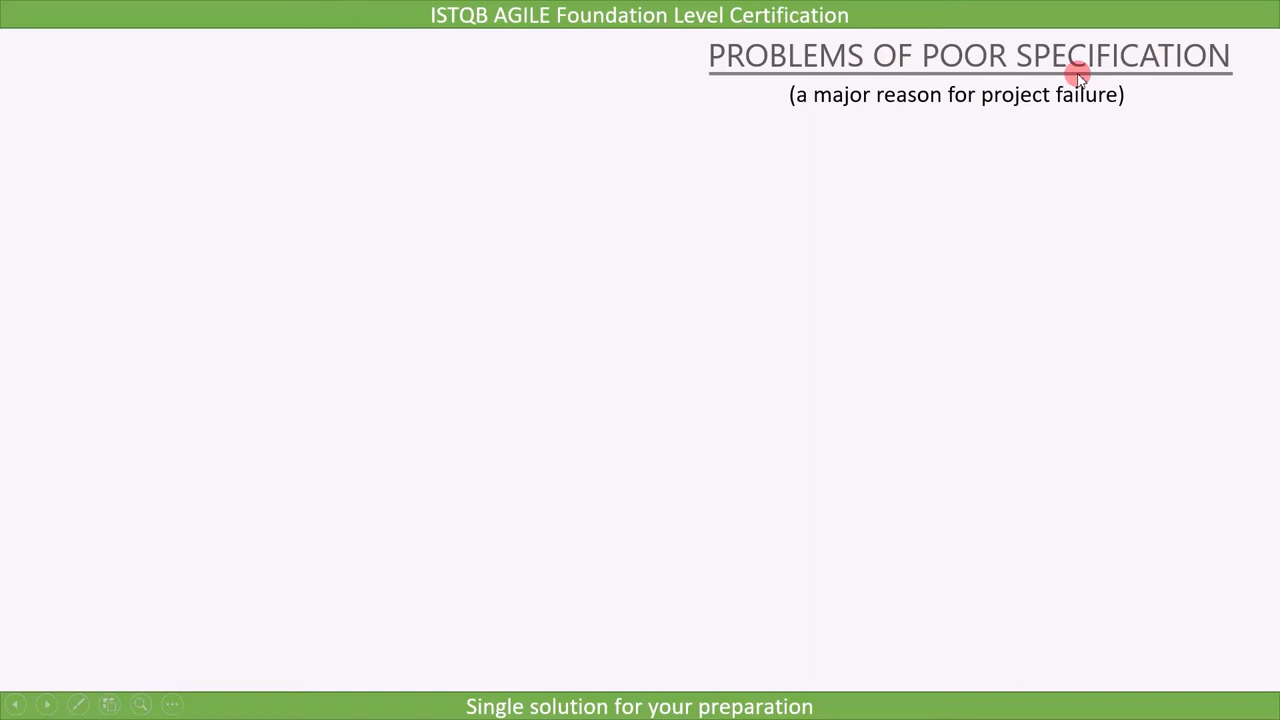 ISTQB AGILE Foundation Level Certification
PROBLEMS OF POOR SPECIFICATION
(a major reason for project failure)
Single solution for your preparation